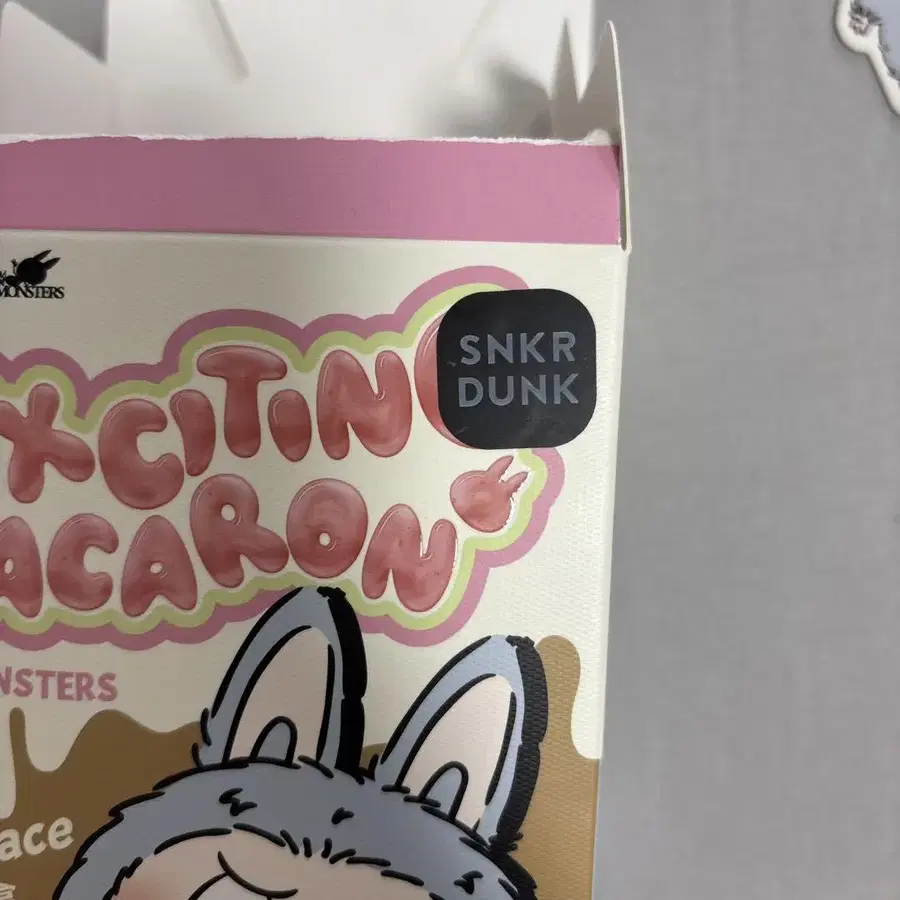 MONSTERS
XCITIN
SNKR
DUNK
ACARON
NSTERS
ace